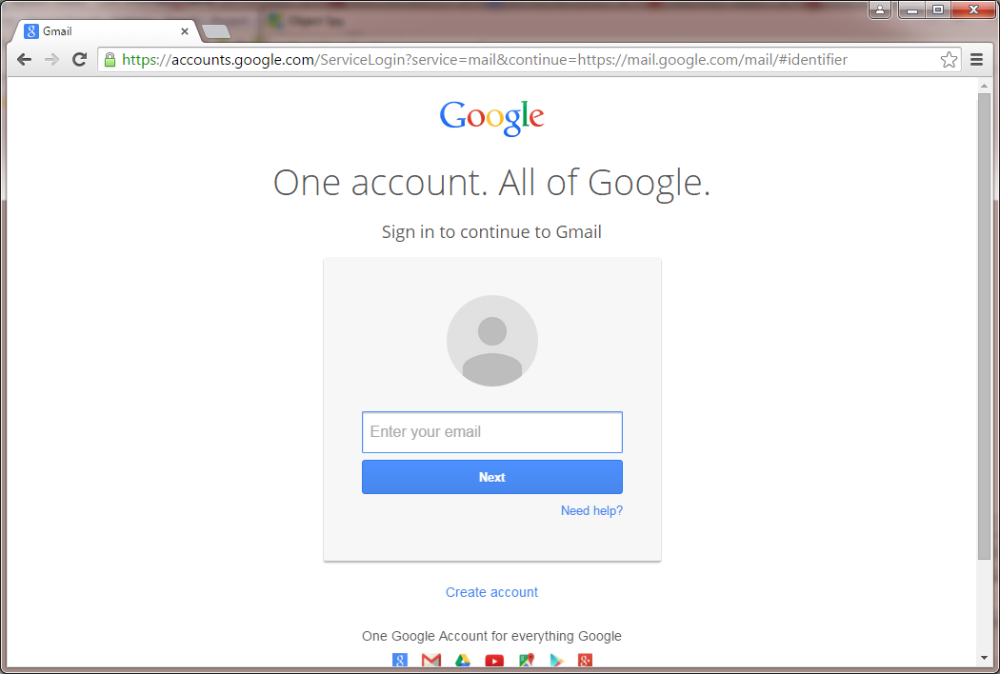 Gmail
https://accounts.google.com/ServiceLogin?service=mail&continue=https://mail.google.com/mail/#identifier
Google
One account. All of Google.
Sign in to continue to Gmail
Enter your email
Next
Need help?
Create account
One Google Account for everything Google